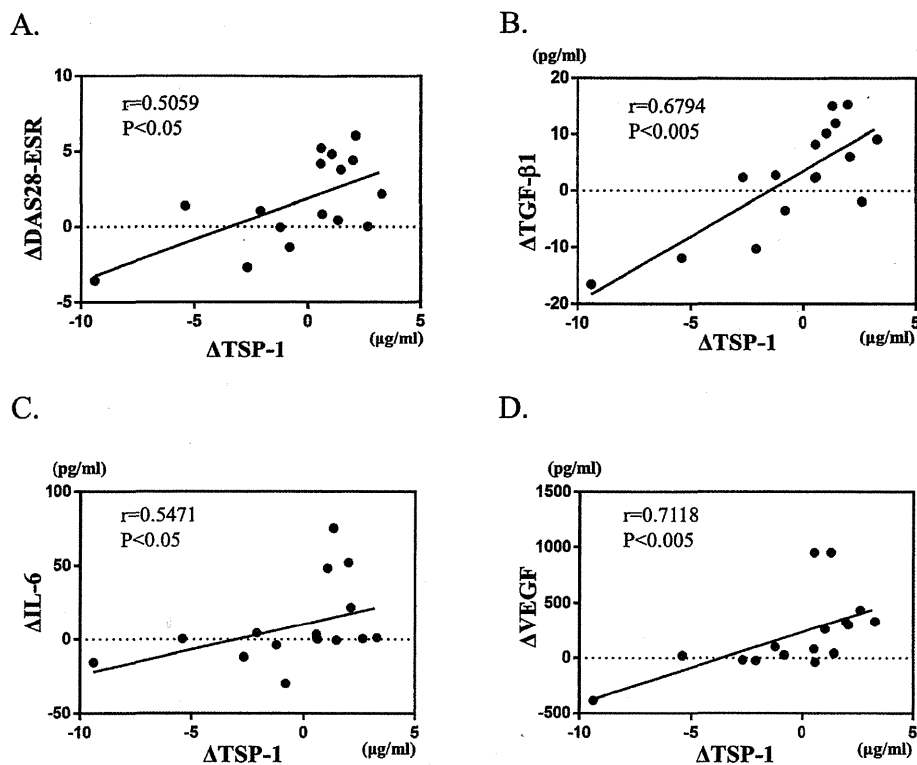 A.
ΔDAS28-ESR
10
5
0
-5
r=0.5059
P<0.05
-10
-5
0
5
ΔTSP-1
(μg/ml)
B.
(pg/ml)
ΔTGF-β1
20
10
0
-10
-20
r=0.6794
P<0.005
-10
-5
0
5
ΔTSP-1
(μg/ml)
C.
(pg/ml)
ΔIL-6
100
50
0
-50
r=0.5471
P<0.05
-10
-5
0
5
ΔTSP-1
(μg/ml)
D.
(pg/ml)
ΔVEGF
1500
1000
500
0
-500
r=0.7118
P<0.005
-10
-5
0
5
ΔTSP-1
(μg/ml)